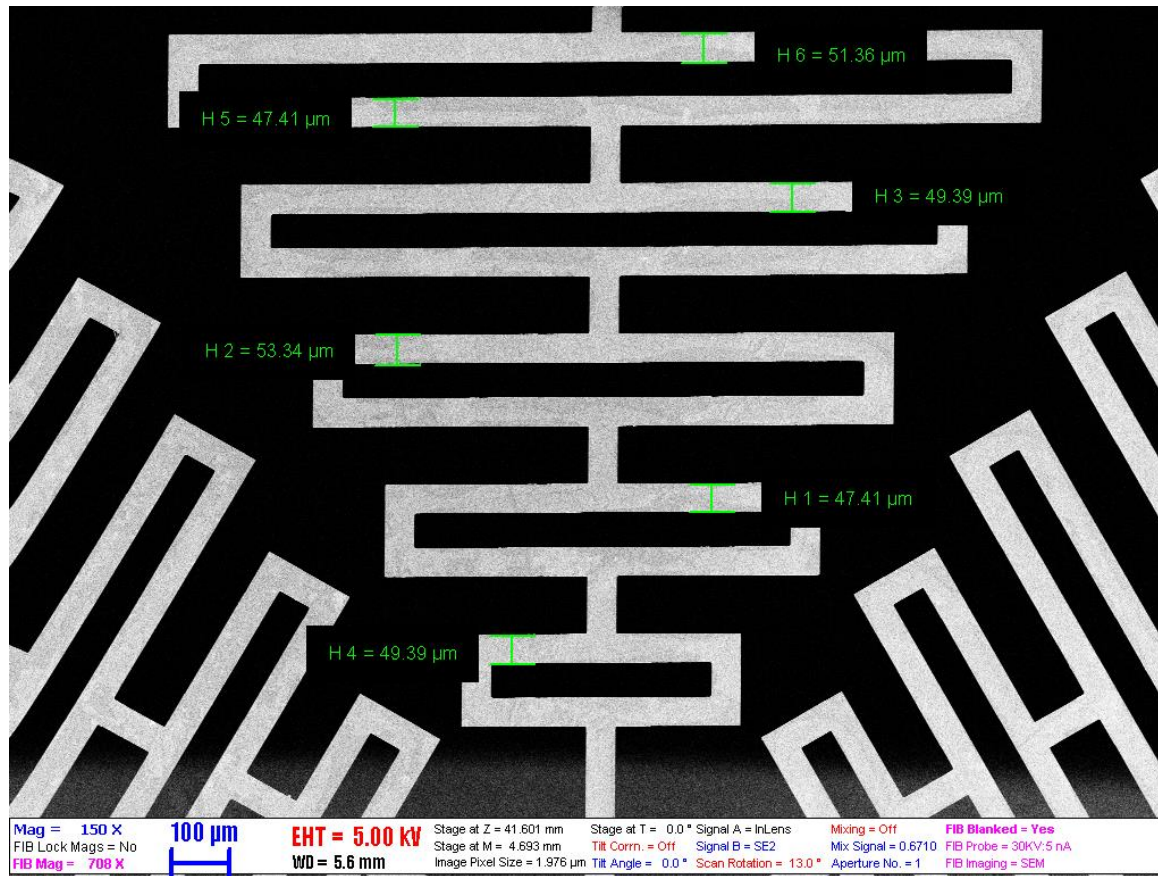 H 6 = 51.36 µm
H 5 = 47.41 µm
H 3 = 49.39 µm
H 2 = 53.34 µm
H 1 = 47.41 µm
H 4 = 49.39 µm
Mag = 150 X
FIB Lock Mags = No
FIB Mag = 708 X
100 µm
EHT = 5.00 kV
WD = 5.6 mm
Stage at Z = 41.601 mm
Stage at M = 4.693 mm
Image Pixel Size = 1.976 µm
Stage at T = 0.0 °
Tilt Corrn. = Off
Tilt Angle = 0.0 °
Signal A = InLens
Signal B = SE2
Scan Rotation = 13.0 °
Mixing = Off
Mix Signal = 0.6710
Aperture No. = 1
FIB Blanked = Yes
FIB Probe = 30KV:5 nA
FIB Imaging = SEM